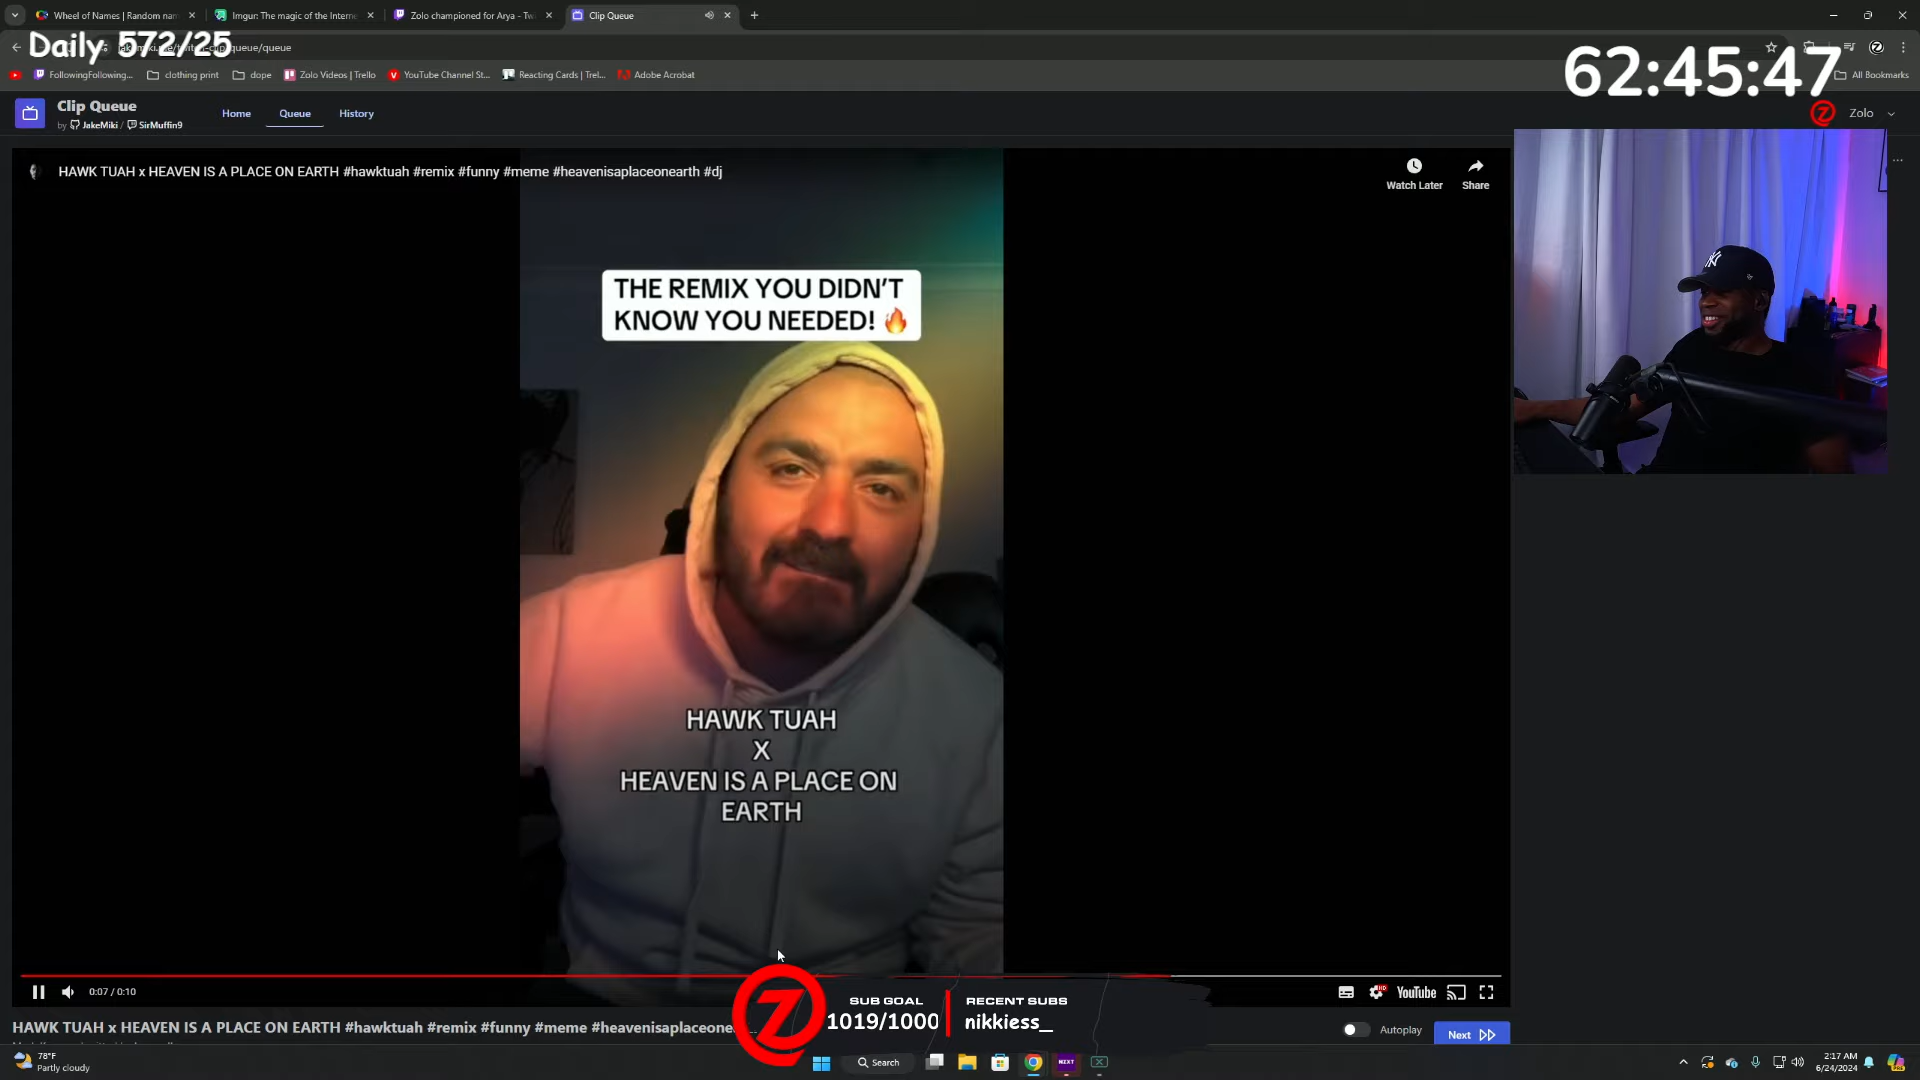 Wheel of Names | Random nam
Imgur: The magic of the Interne
Zolo championed for Arya - Tw
Clip Queue
Daily 572/25
queue/queue
62:45:47
FollowingFollowing...
clothing print
dope
Zolo Videos | Trello
YouTube Channel St...
Reacting Cards | Trel...
Adobe Acrobat
All Bookmarks
Clip Queue
by JakeMiki / SirMuffin9
Home
Queue
History
Zolo
HAWK TUAH x HEAVEN IS A PLACE ON EARTH #hawktuah #remix #funny #meme #heavenisaplaceonearth #dj
Watch Later
Share
THE REMIX YOU DIDN'T
KNOW YOU NEEDED! 🔥
HAWK TUAH
X
HEAVEN IS A PLACE ON
EARTH
0:07 / 0:10
HD
YouTube
SUB GOAL
1019/1000
RECENT SUBS
nikkiess_
HAWK TUAH x HEAVEN IS A PLACE ON EARTH #hawktuah #remix #funny #meme #heavenisaplaceone
Autoplay
Next
78°F
Partly cloudy
Search
NEXT
2:17 AM
6/24/2024